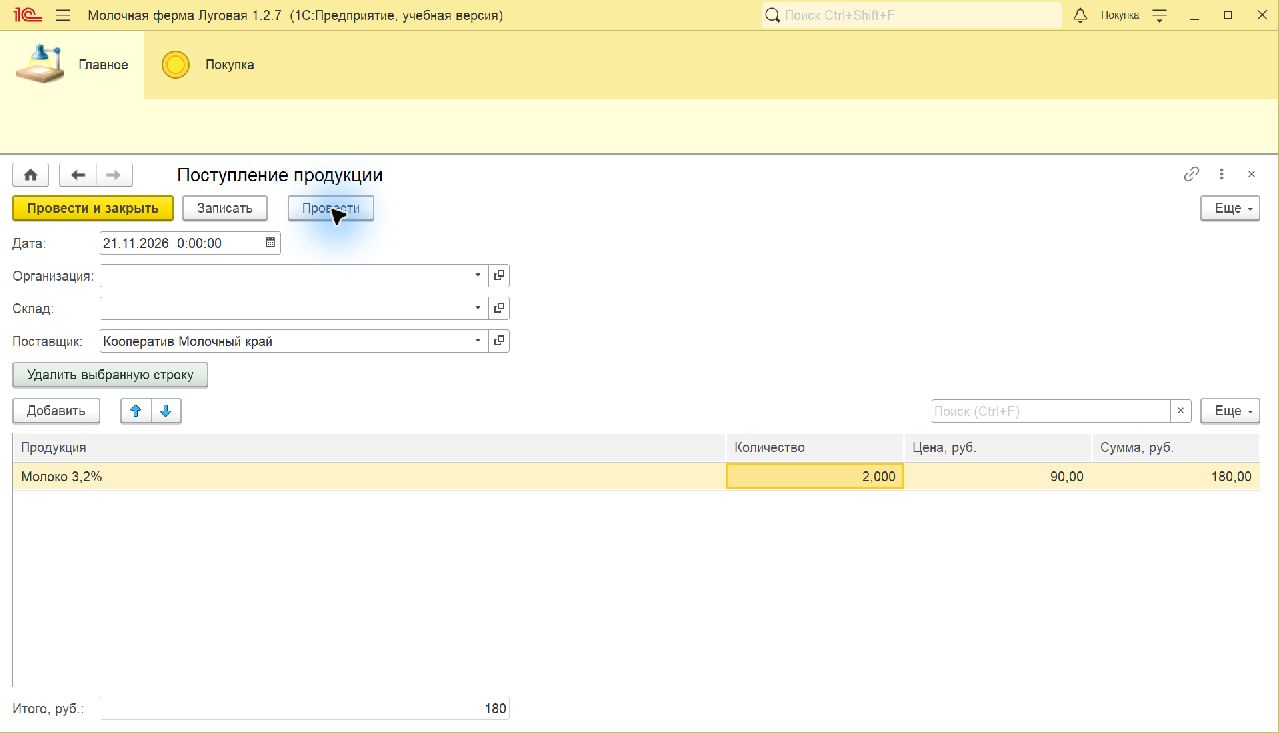 1С Молочная ферма Луговая 1.2.7 (1С:Предприятие, учебная версия) Поиск Ctrl+Shift+F Покупка
Главное Покупка
Поступление продукции
Провести и закрыть Записать Провести Еще
Дата: 21.11.2026 0:00:00
Организация:
Склад:
Поставщик: Кооператив Молочный край
Удалить выбранную строку
Добавить Поиск (Ctrl+F) Еще
Продукция Количество Цена, руб. Сумма, руб.
Молоко 3,2% 2,000 90,00 180,00
Итого, руб.: 180